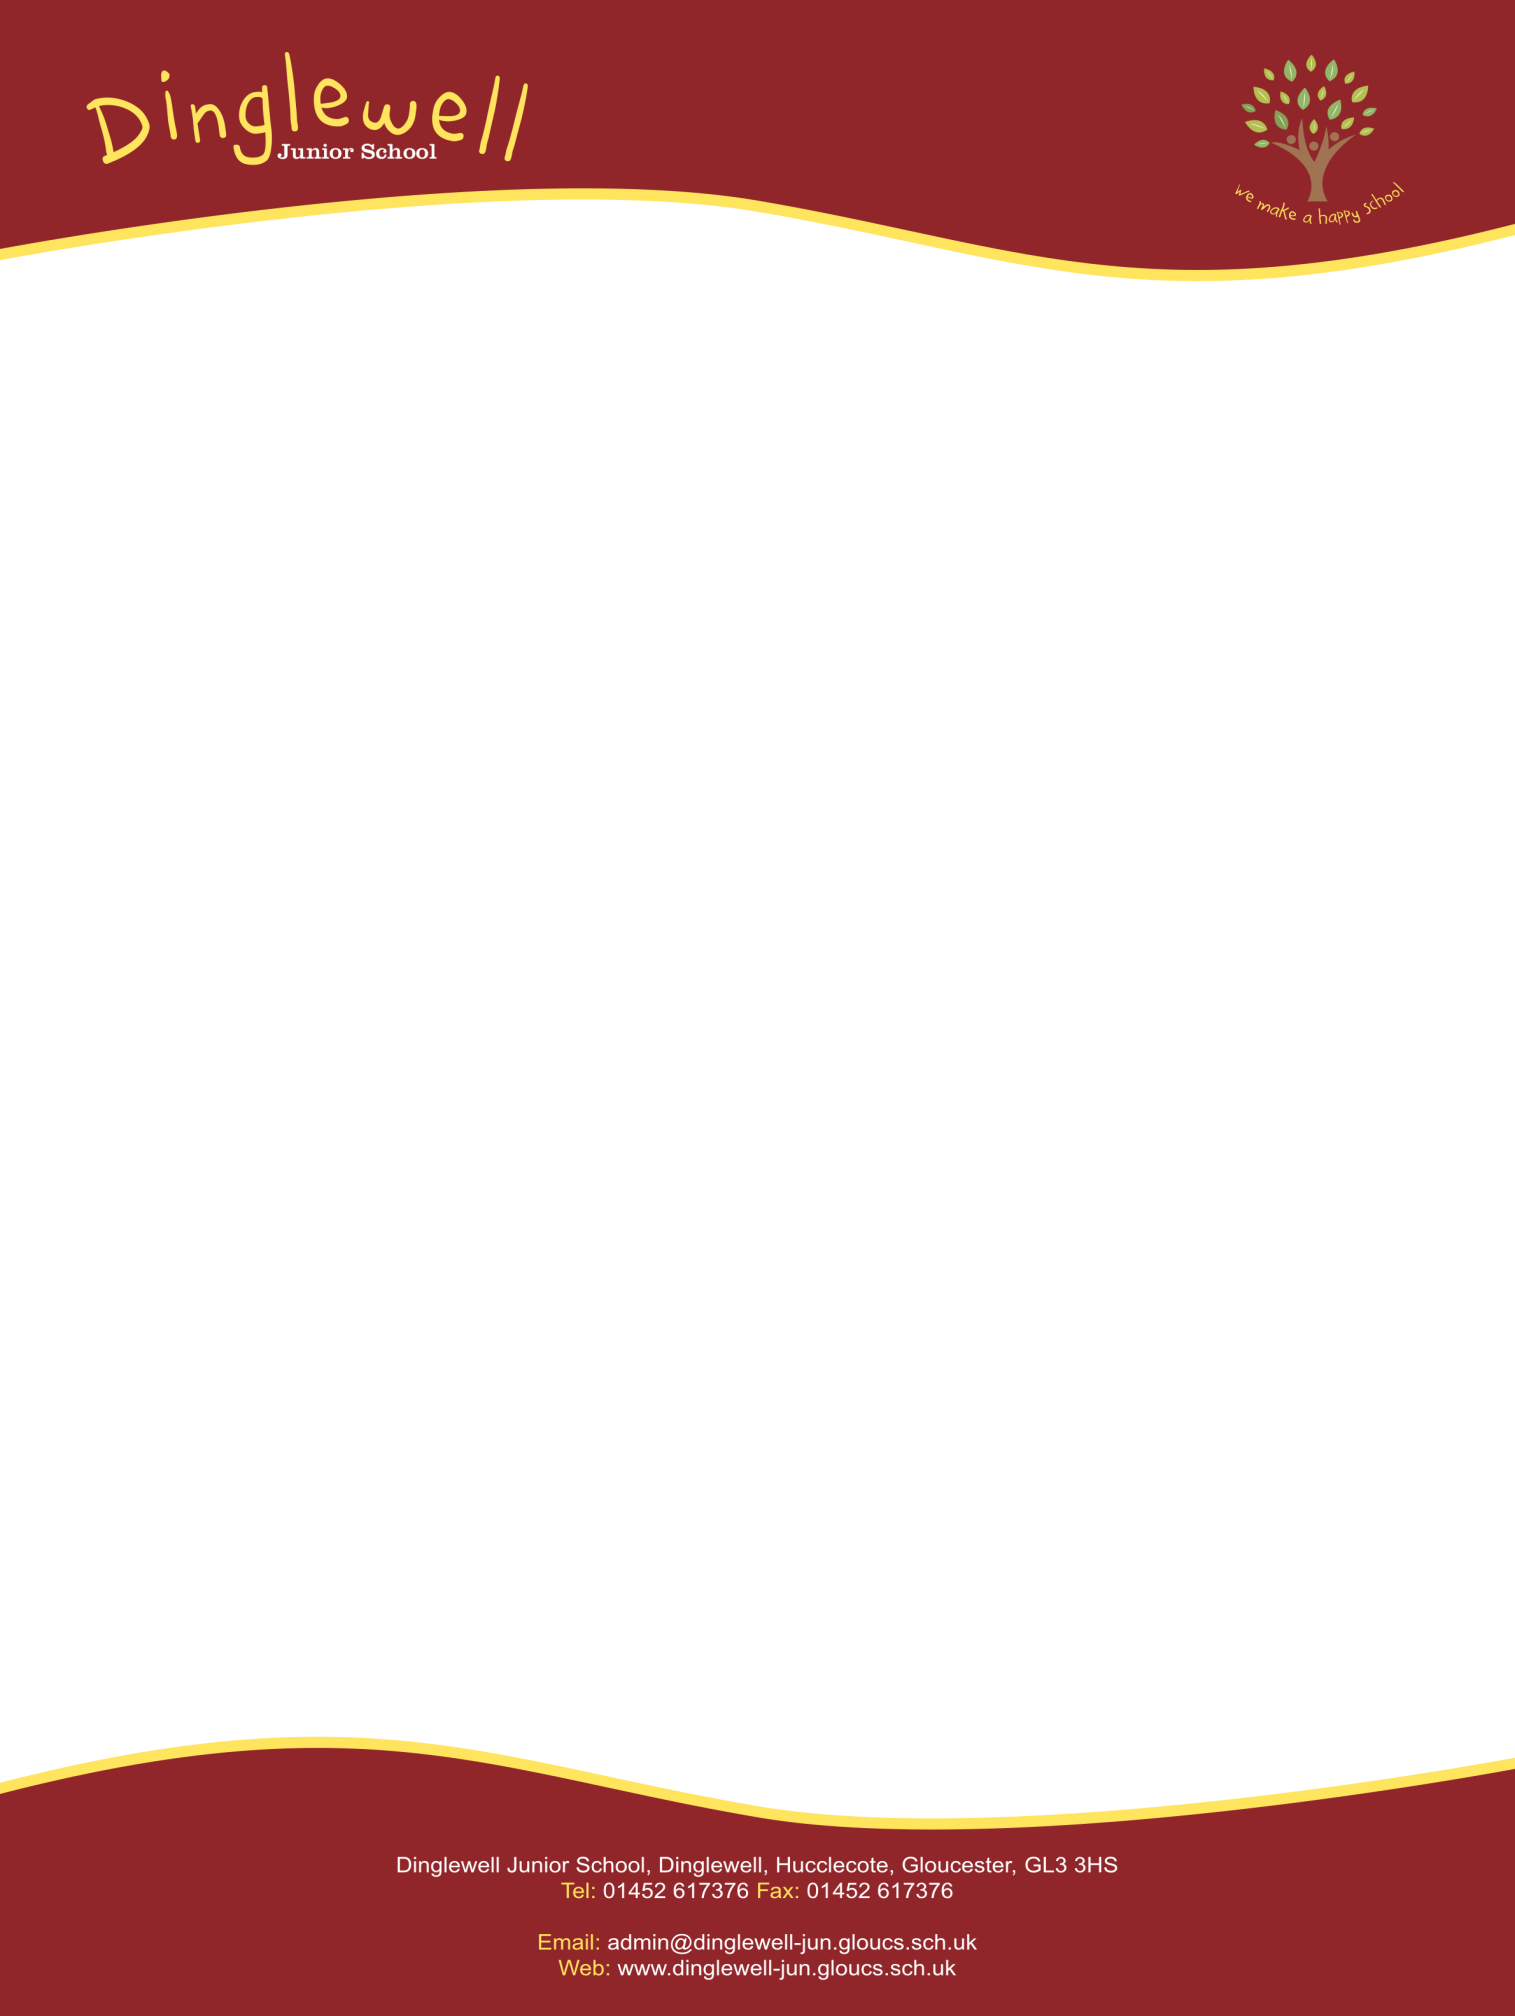 Dinglewell
Junior School
we make a happy school
Dinglewell Junior School, Dinglewell, Hucclecote, Gloucester, GL3 3HS
Tel: 01452 617376 Fax: 01452 617376
Email: admin@dinglewell-jun.gloucs.sch.uk
Web: www.dinglewell-jun.gloucs.sch.uk